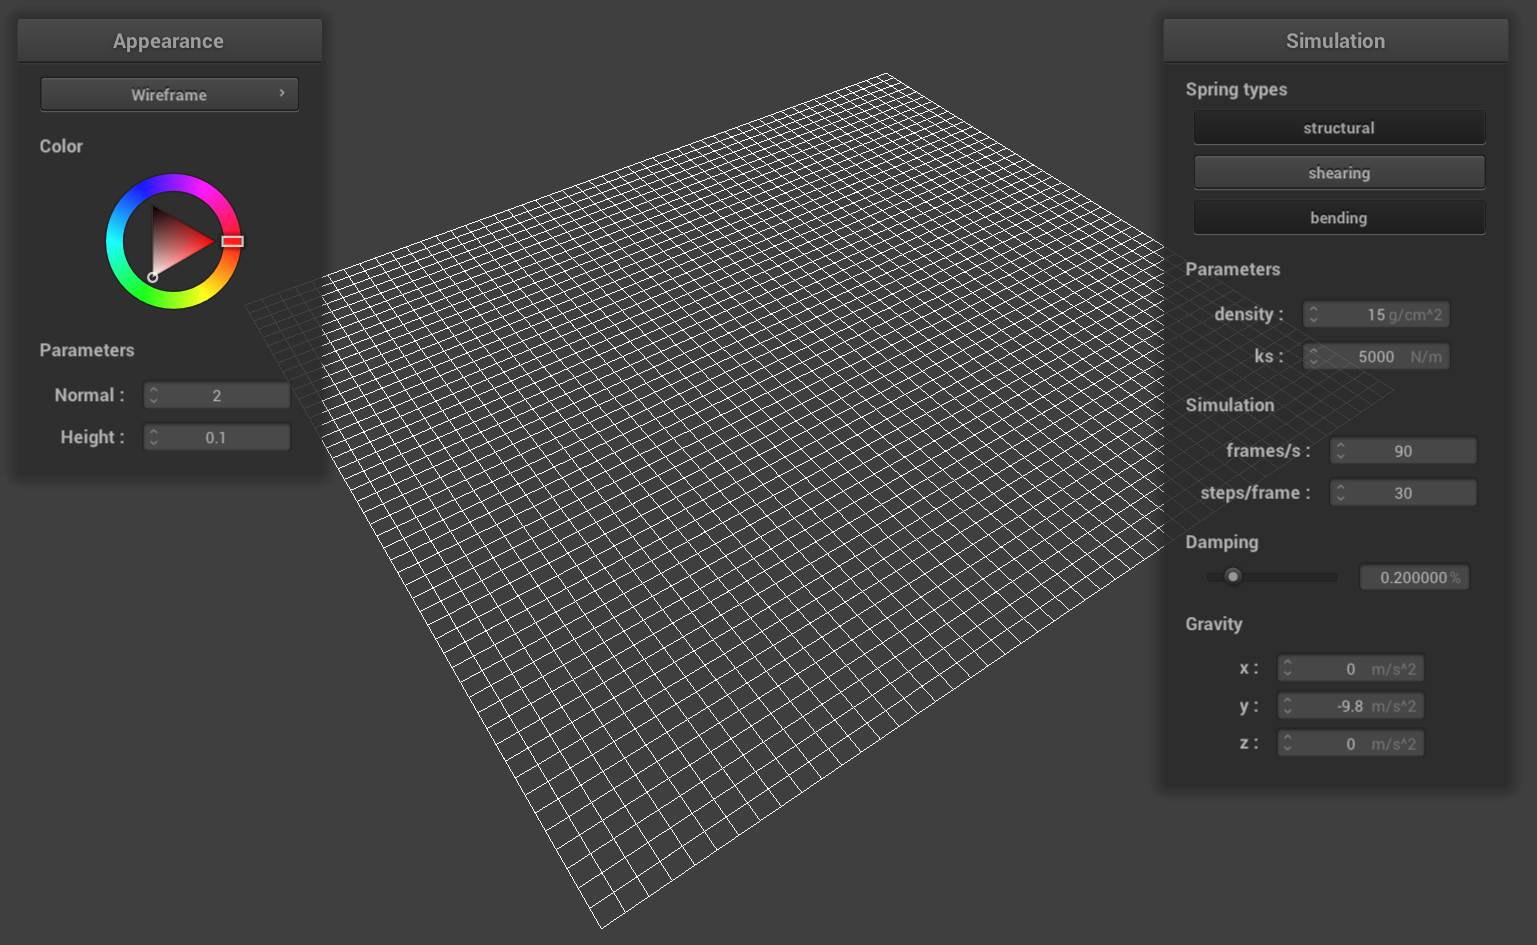 Appearance
Wireframe
Color
Parameters
Normal : 2
Height : 0.1
Simulation
Spring types
structural
shearing
bending
Parameters
density : 15 g/cm^2
ks : 5000 N/m
Simulation
frames/s : 90
steps/frame : 30
Damping
0.200000 %
Gravity
x : 0 m/s^2
y : -9.8 m/s^2
z : 0 m/s^2